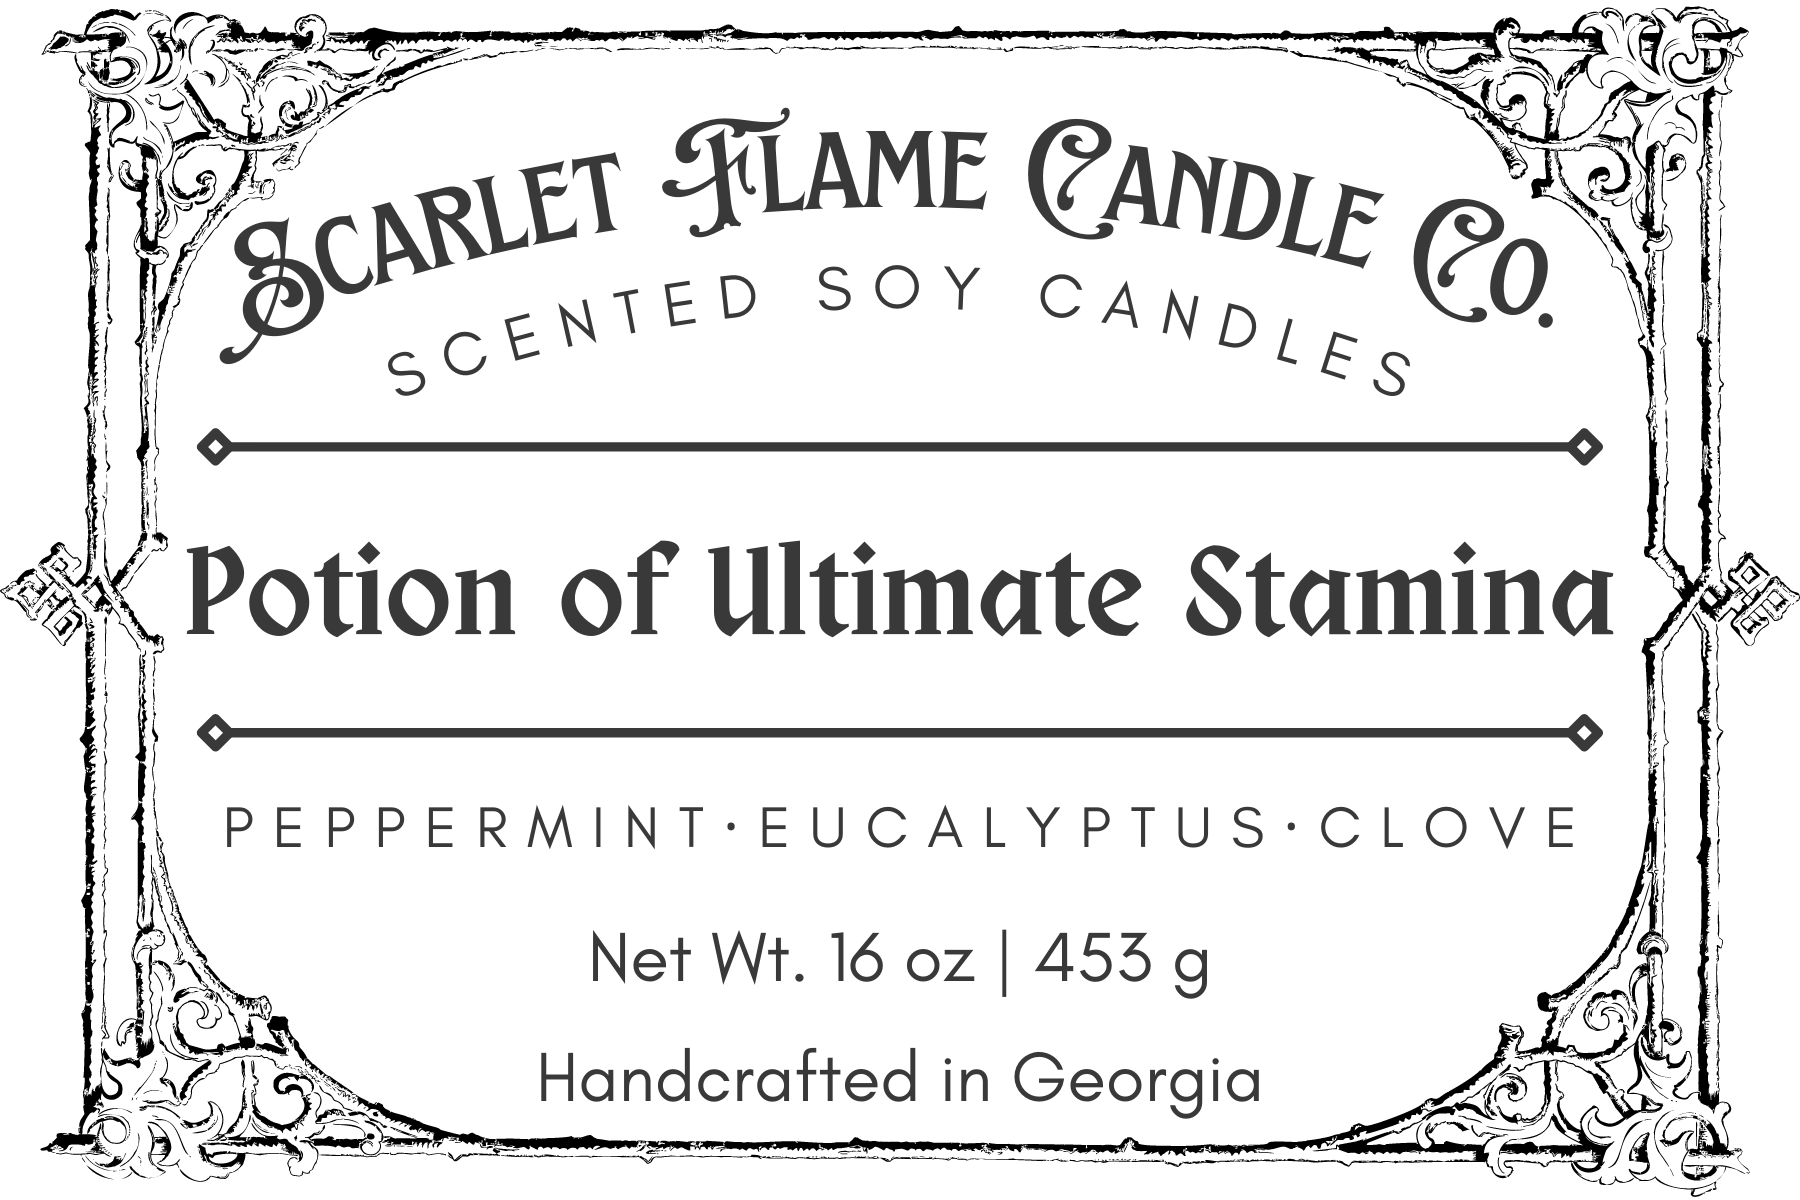 Scarlet Flame Candle Co.
SCENTED SOY CANDLES
Potion of Ultimate Stamina
PEPPERMINT·EUCALYPTUS·CLOVE
Net Wt. 16 oz | 453 g
Handcrafted in Georgia